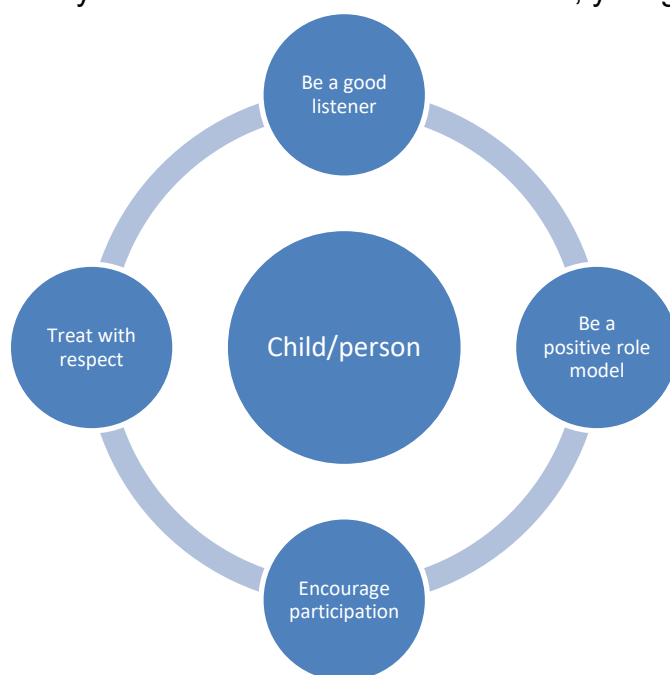 Be a good
listener
Treat with
respect
Child/person
Be a
positive role
model
Encourage
participation